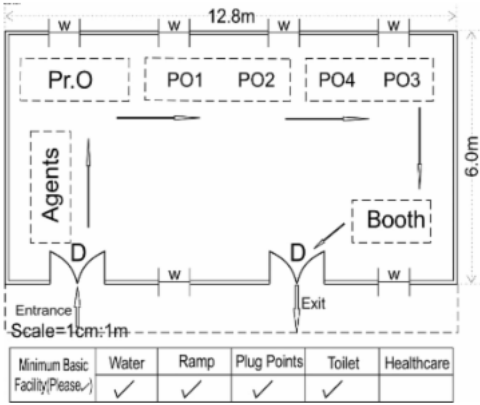 12.8m
W W W W
Pr.O PO1 PO2 PO4 PO3
6.0m
Agents
Booth
D D
W W
Entrance Exit
Scale=1cm:1m
Minimum Basic Facility(Please✓) Water Ramp Plug Points Toilet Healthcare
✓ ✓ ✓ ✓